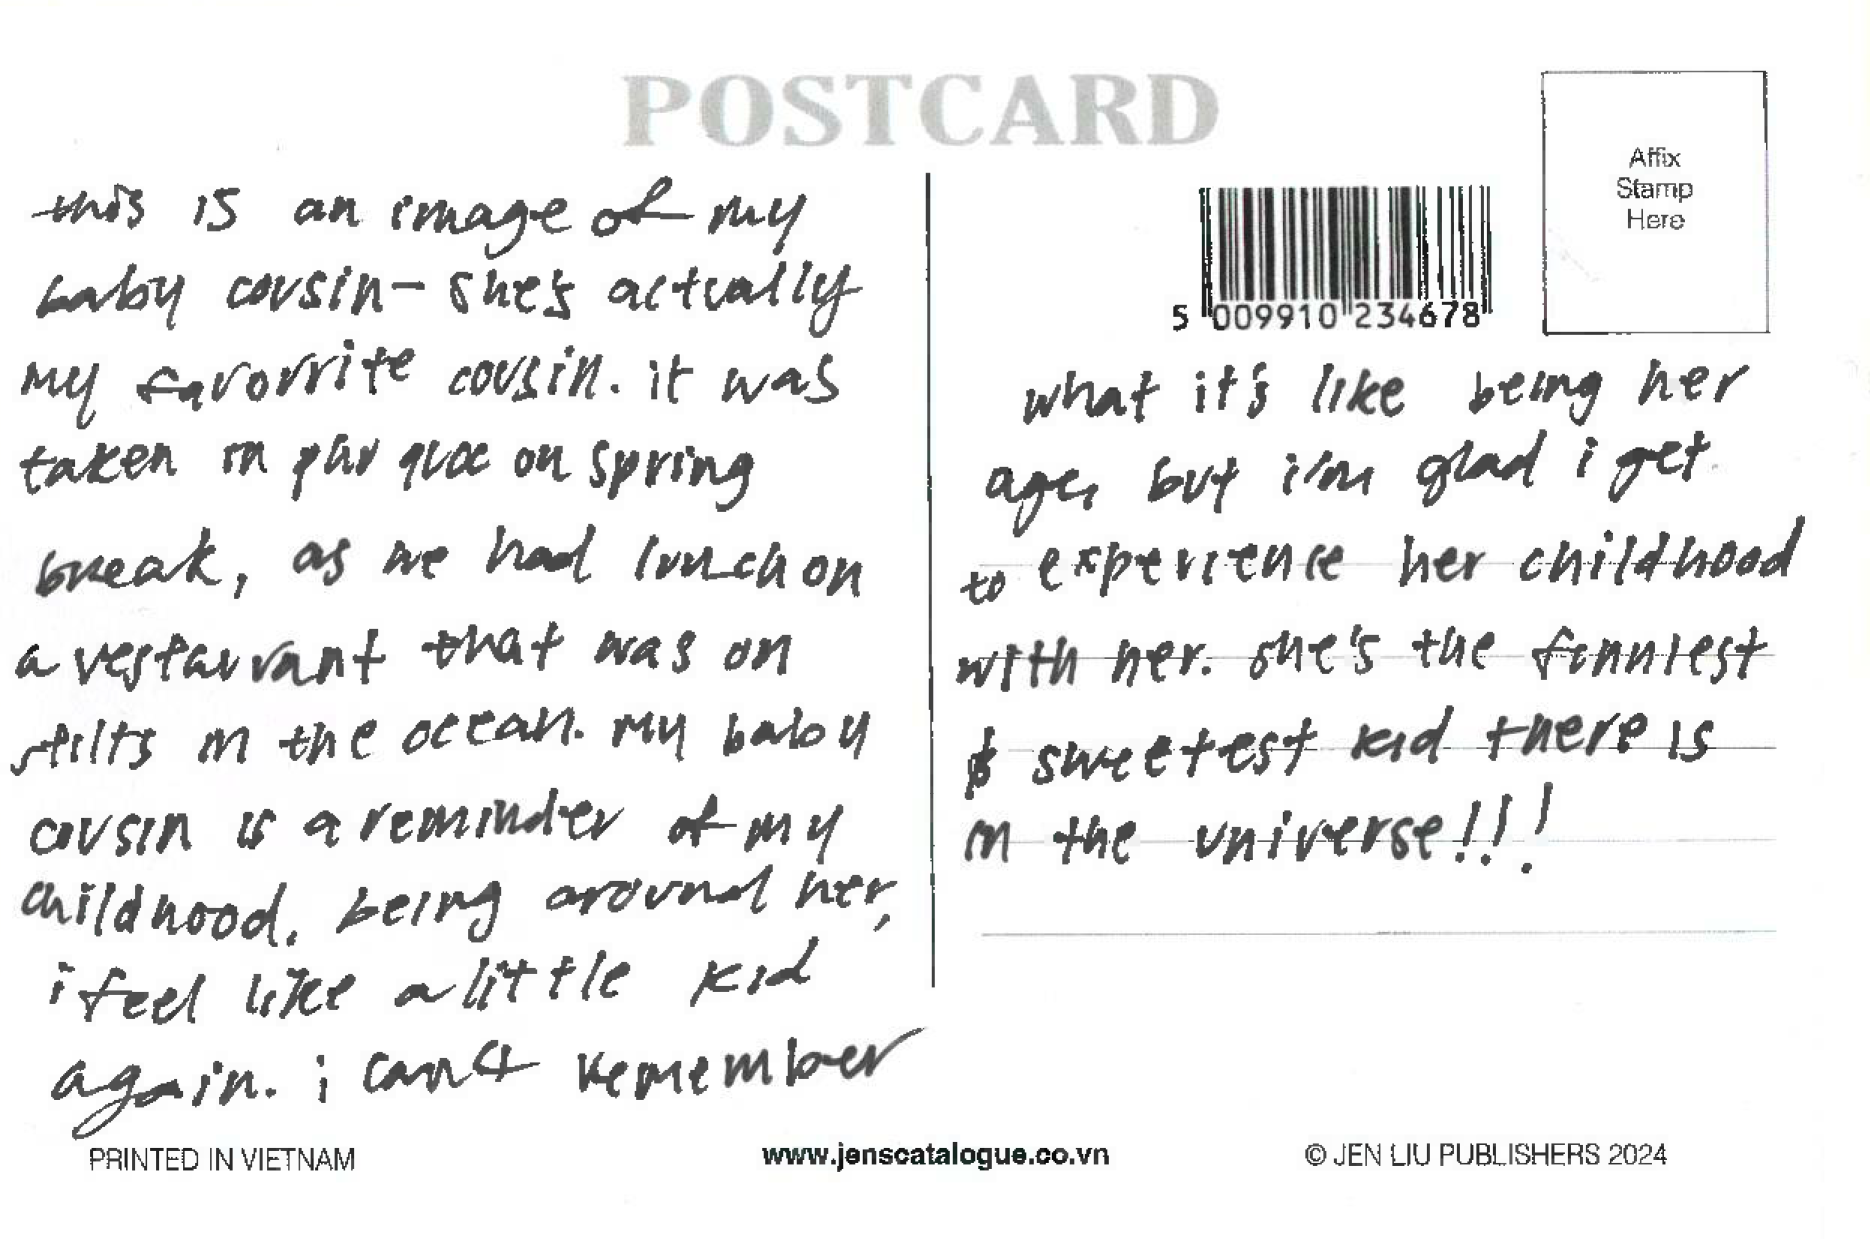 POSTCARD
this is an image of my
baby cousin - she's actually
my favorrite cousin. it was
taken in phu quoc on spring
break, as we had lunch on
a restaurant that was on
stilts in the ocean. my baby
cousin is a reminder of my
childhood. being around her,
i feel like a little kid
again. i can't remember
Affix
Stamp
Here
5 009910 234678
what it's like being her
age, but i'm glad i get
to experience her childhood
with her. she's the funniest
& sweetest kid there is
in the universe!!!
PRINTED IN VIETNAM
www.jenscatalogue.co.vn
© JEN LIU PUBLISHERS 2024